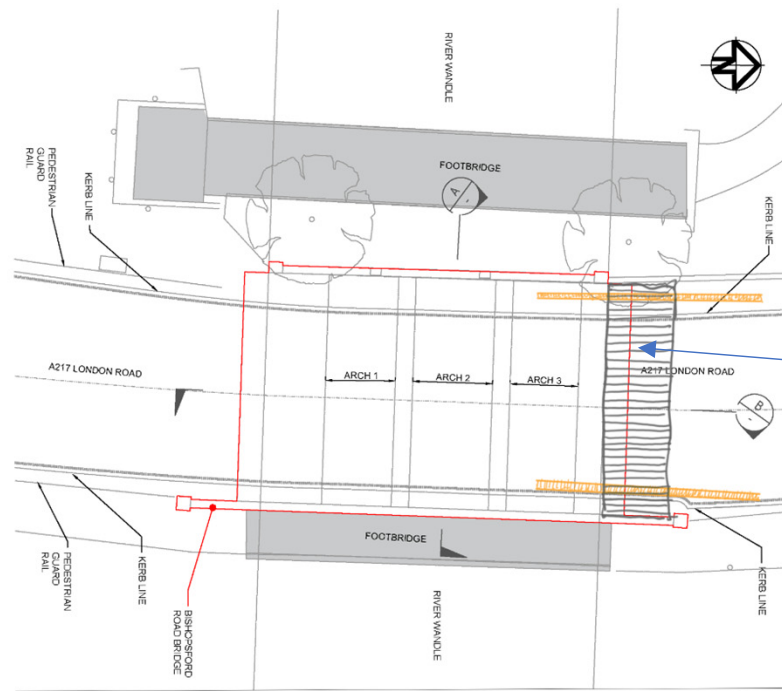 RIVER WANDLE
N
FOOTBRIDGE
A
-
PEDESTRIAN
GUARD
RAIL
KERB LINE
KERB LINE
A217 LONDON ROAD
ARCH 1
ARCH 2
ARCH 3
A217 LONDON ROAD
B
-
FOOTBRIDGE
PEDESTRIAN
GUARD
RAIL
KERB LINE
BISHOPSFORD
ROAD BRIDGE
RIVER WANDLE
KERB LINE